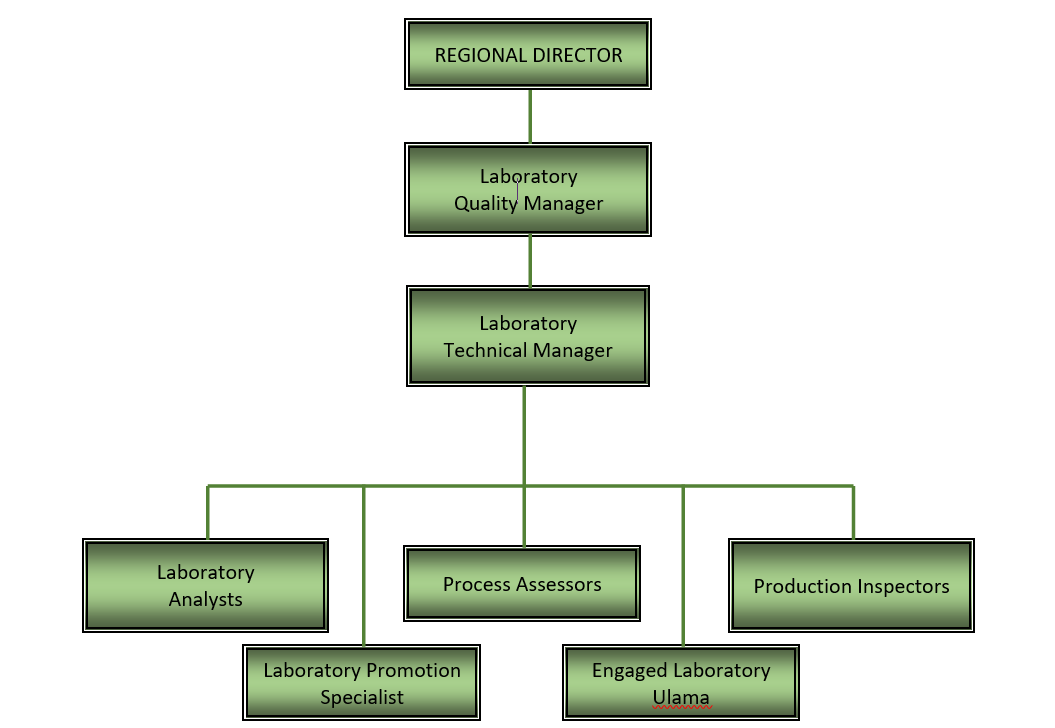 REGIONAL DIRECTOR
Laboratory
Quality Manager
Laboratory
Technical Manager
Laboratory
Analysts
Process Assessors
Production Inspectors
Laboratory Promotion
Specialist
Engaged Laboratory
Ulama